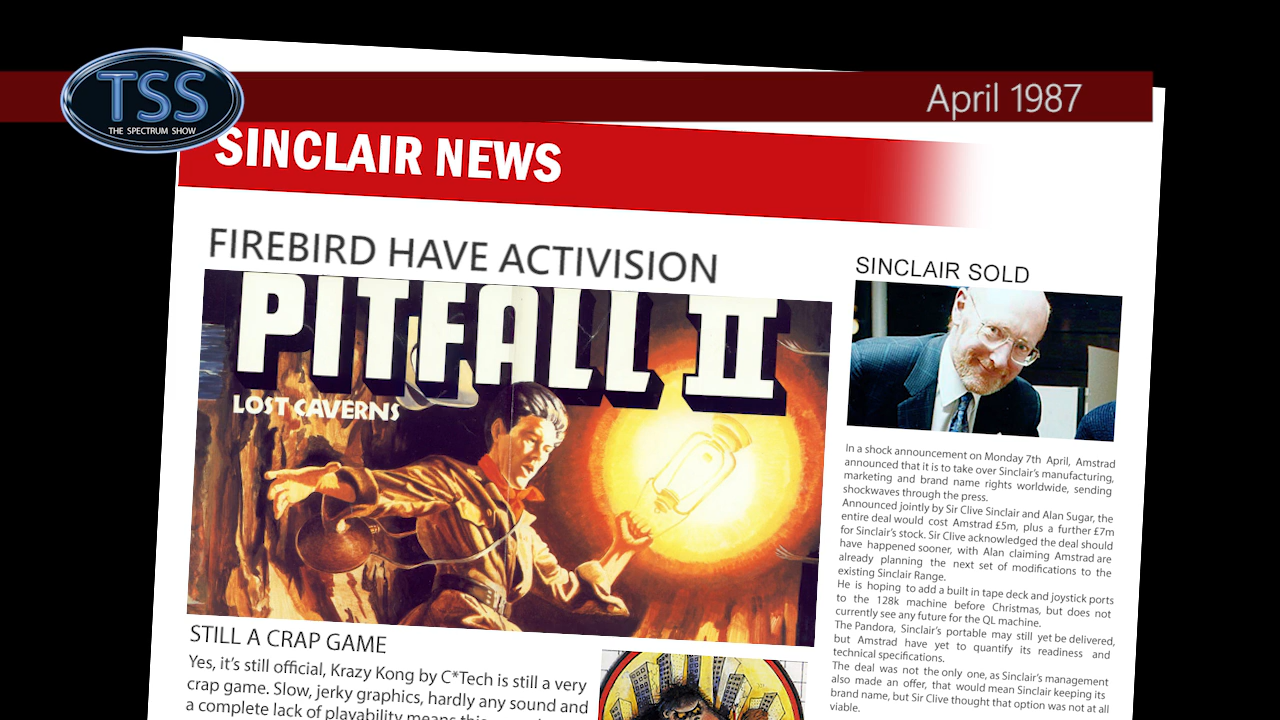 TSS
THE SPECTRUM SHOW
April 1987
SINCLAIR NEWS
FIREBIRD HAVE ACTIVISION
PITFALL II
LOST CAVERNS
STILL A CRAP GAME
Yes, it's still official, Krazy Kong by C*Tech is still a very
crap game. Slow, jerky graphics, hardly any sound and
a complete lack of playability means this
SINCLAIR SOLD
In a shock announcement on Monday 7th April, Amstrad
announced that it is to take over Sinclair's manufacturing,
marketing and brand name rights worldwide, sending
shockwaves through the press.
Announced jointly by Sir Clive Sinclair and Alan Sugar, the
entire deal would cost Amstrad £5m, plus a further £7m
for Sinclair's stock. Sir Clive acknowledged the deal should
have happened sooner, with Alan claiming Amstrad are
already planning the next set of modifications to the
existing Sinclair Range.
He is hoping to add a built in tape deck and joystick ports
to the 128k machine before Christmas, but does not
currently see any future for the QL machine.
The Pandora, Sinclair's portable may still yet be delivered,
but Amstrad have yet to quantify its readiness and
technical specifications.
The deal was not the only one, as Sinclair's management
also made an offer, that would mean Sinclair keeping its
brand name, but Sir Clive thought that option was not at all
viable.